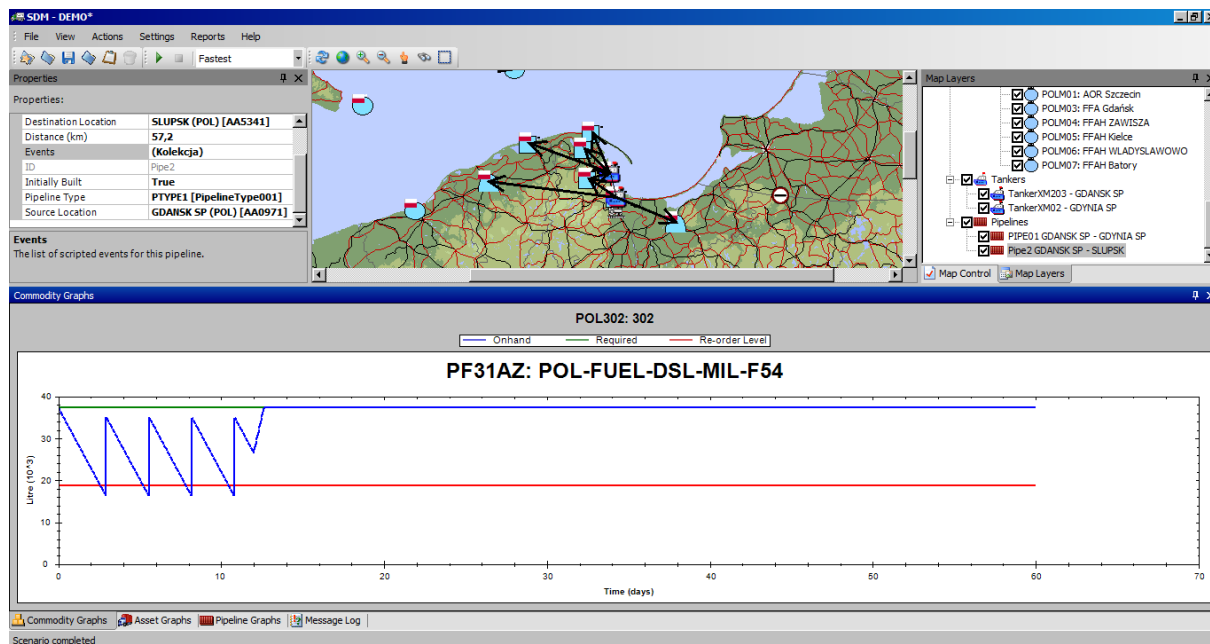 SDM - DEMO*
File View Actions Settings Reports Help
Fastest
Properties
Properties:
Destination Location SLUPSK (POL) [AA5341]
Distance (km) 57,2
Events (Kolekcja)
ID Pipe2
Initially Built True
Pipeline Type PTYPE1 [PipelineType001]
Source Location GDANSK SP (POL) [AA0971]
Events
The list of scripted events for this pipeline.
Map Layers
POLM01: AOR Szczecin
POLM03: FFA Gdańsk
POLM04: FFAH ZAWISZA
POLM05: FFAH Kielce
POLM06: FFAH WLADYSLAWOWO
POLM07: FFAH Batory
Tankers
TankerXM203 - GDANSK SP
TankerXM02 - GDYNIA SP
Pipelines
PIPE01 GDANSK SP - GDYNIA SP
Pipe2 GDANSK SP - SLUPSK
Map Control Map Layers
Commodity Graphs
POL302: 302
Onhand Required Re-order Level
PF31AZ: POL-FUEL-DSL-MIL-F54
40
30
20
10
0
Litre (10^3)
0 10 20 30 40 50 60 70
Time (days)
Commodity Graphs Asset Graphs Pipeline Graphs Message Log
Scenario completed